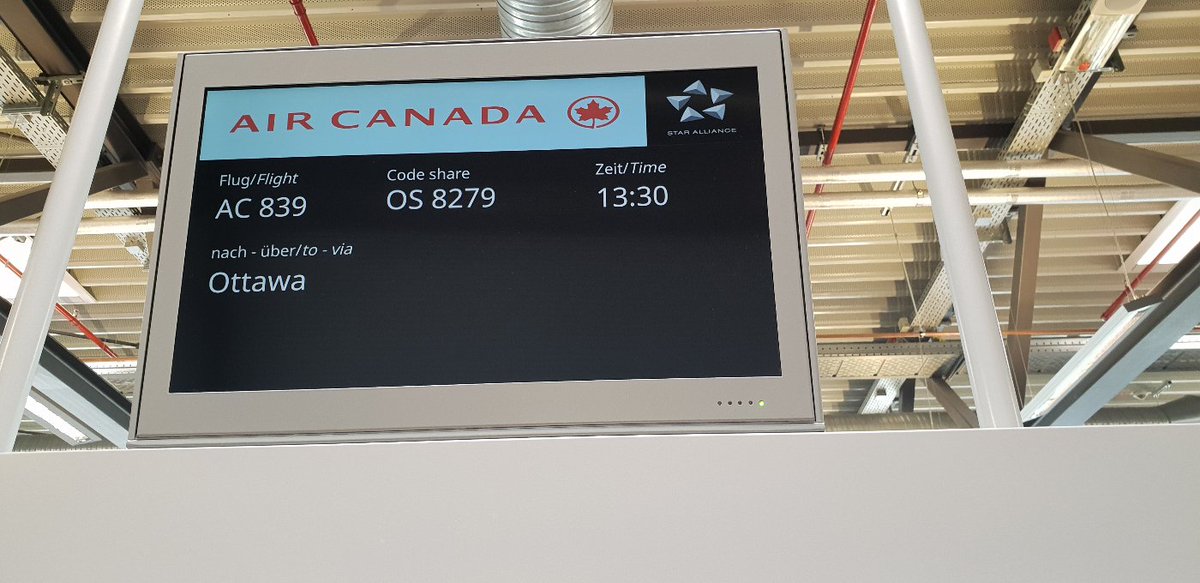 AIR CANADA
STAR ALLIANCE
Flug/Flight Code share Zeit/Time
AC 839 OS 8279 13:30
nach - über/to - via
Ottawa